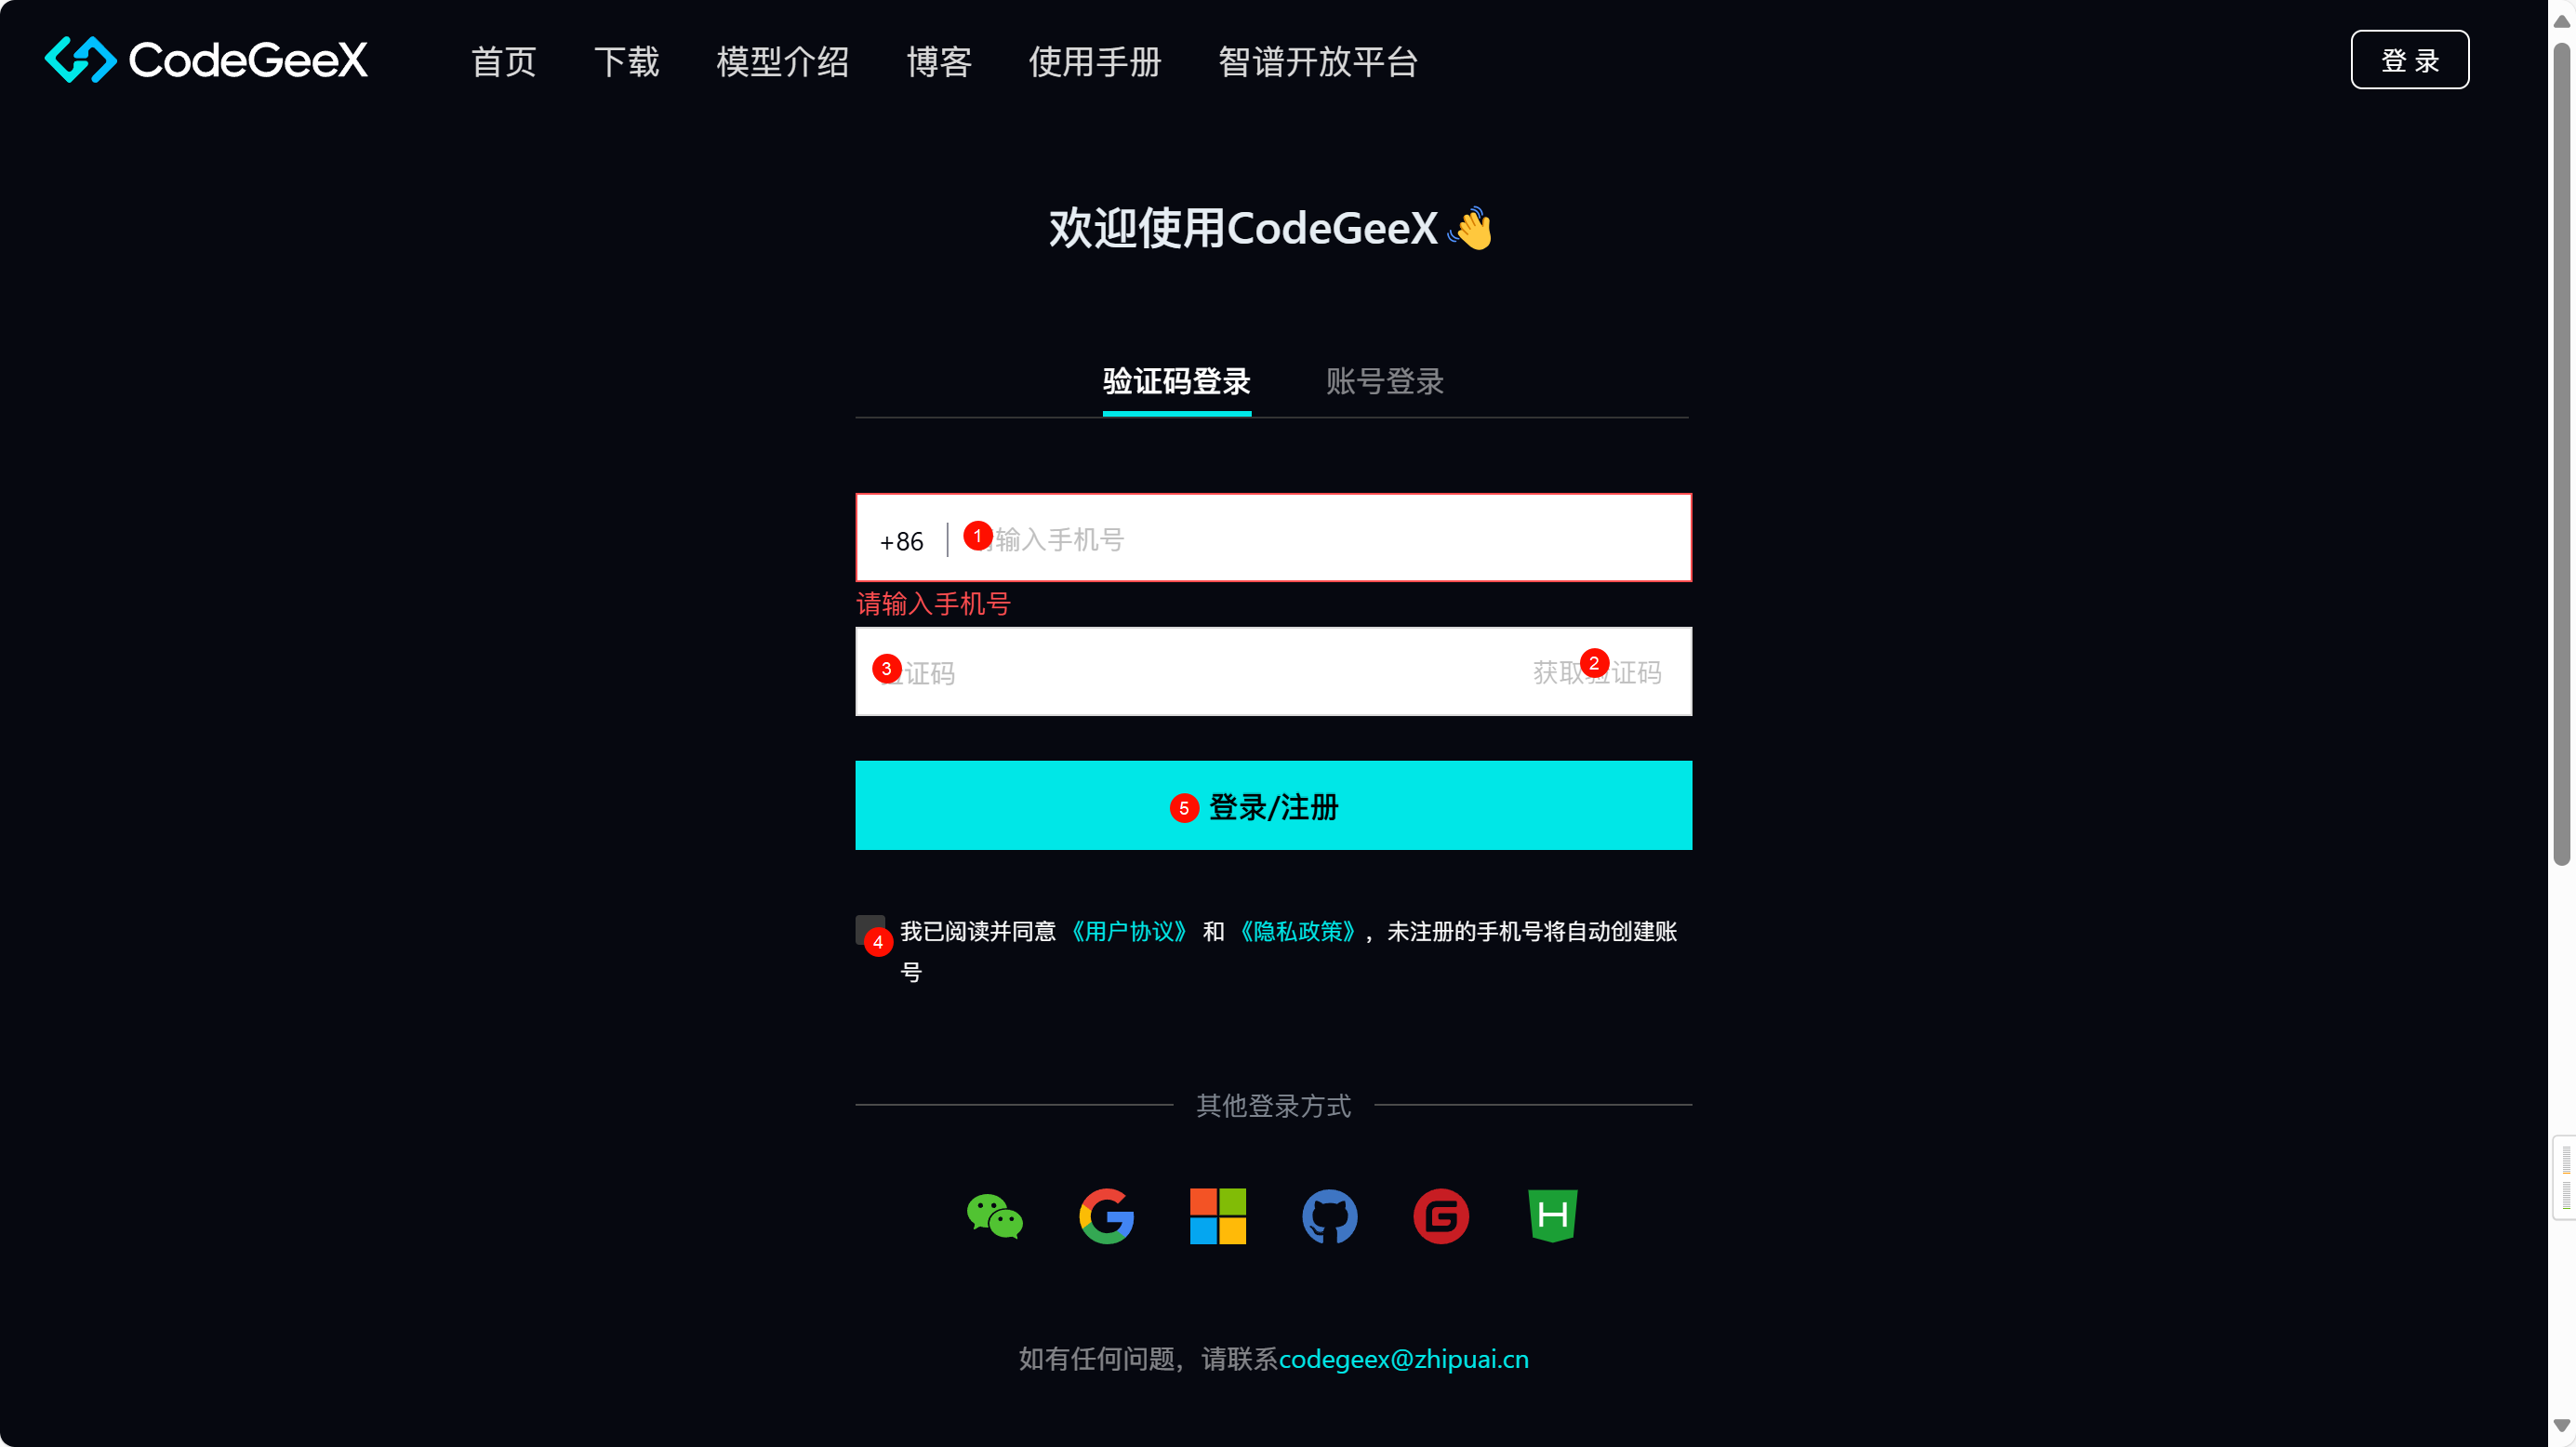 CodeGeeX 首页 下载 模型介绍 博客 使用手册 智谱开放平台 登 录
欢迎使用CodeGeeX
验证码登录 账号登录
+86 1 输入手机号
请输入手机号
3 证码 获取 2 证码
5 登录/注册
4 我已阅读并同意 《用户协议》 和 《隐私政策》，未注册的手机号将自动创建账
号
其他登录方式
如有任何问题，请联系codegeex@zhipuai.cn